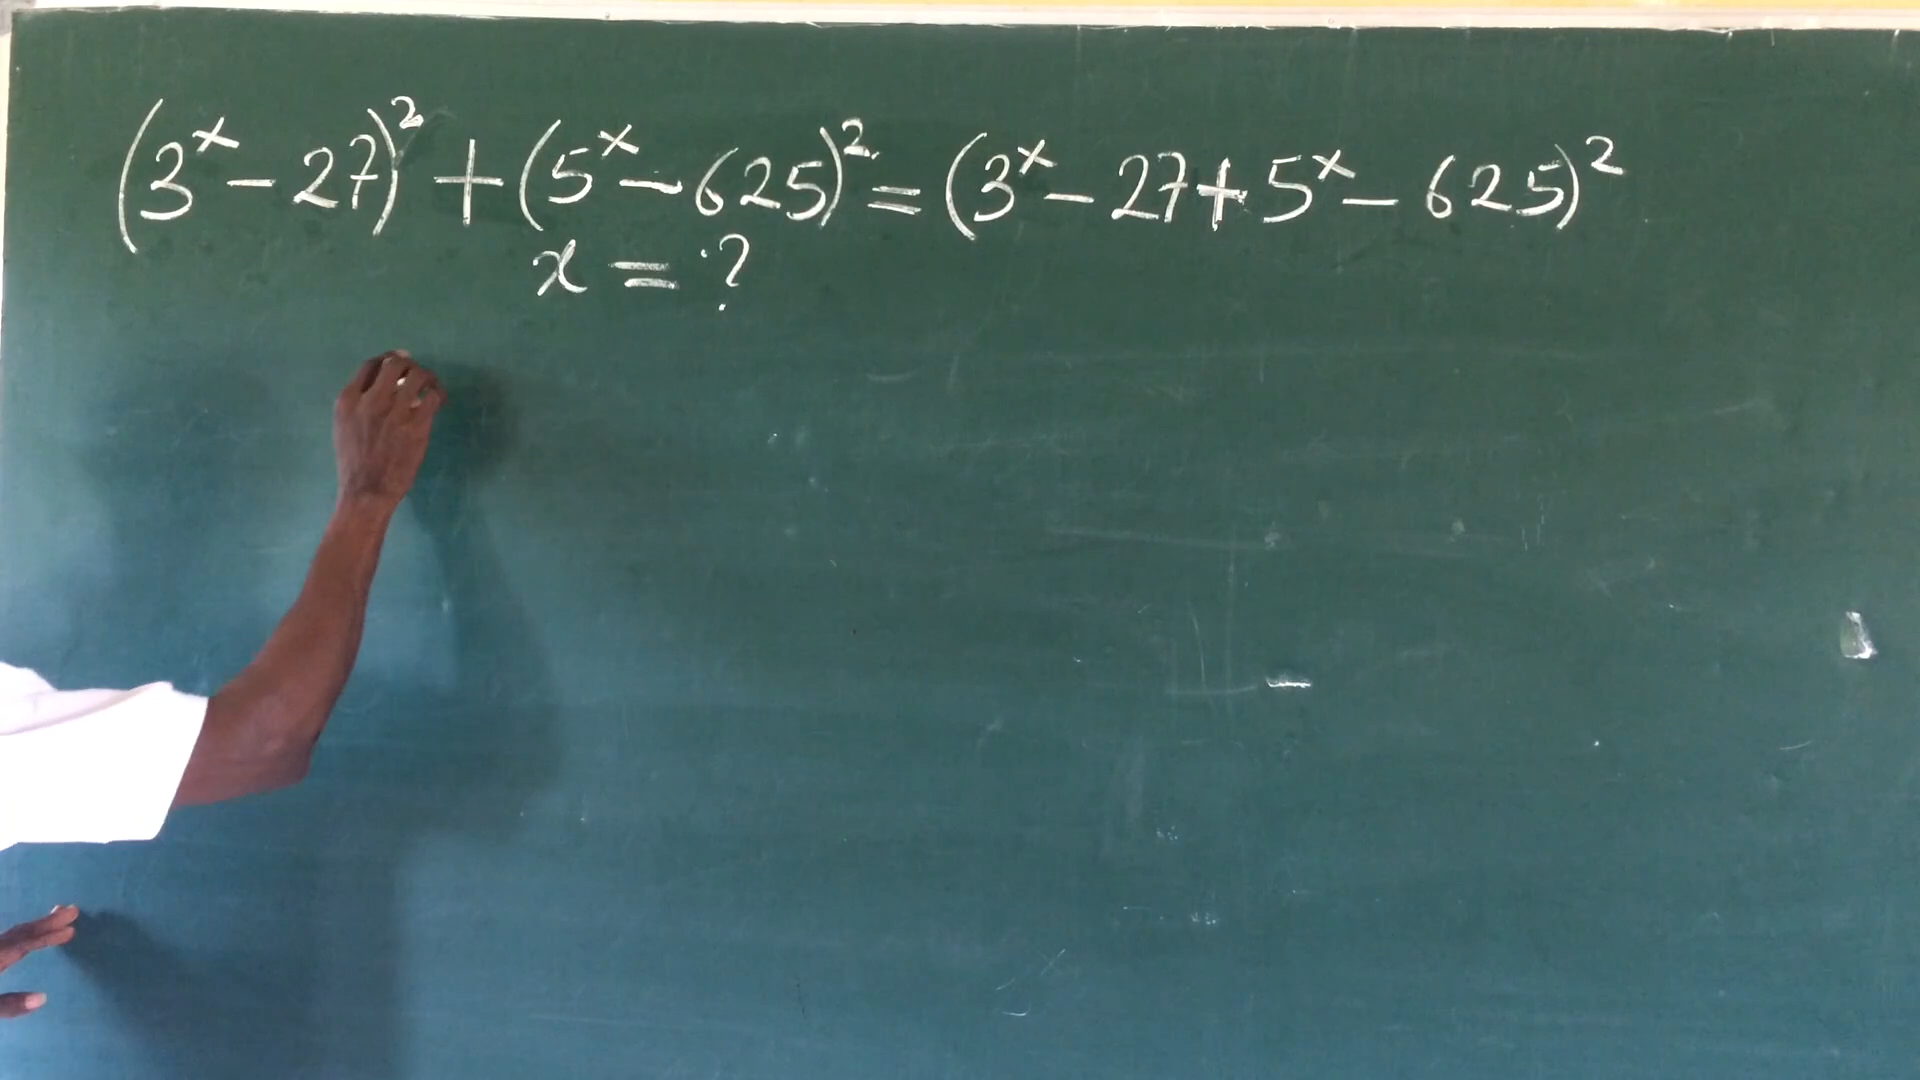 (3ˣ − 27)² + (5ˣ − 625)² = (3ˣ − 27 + 5ˣ − 625)²
x = ?